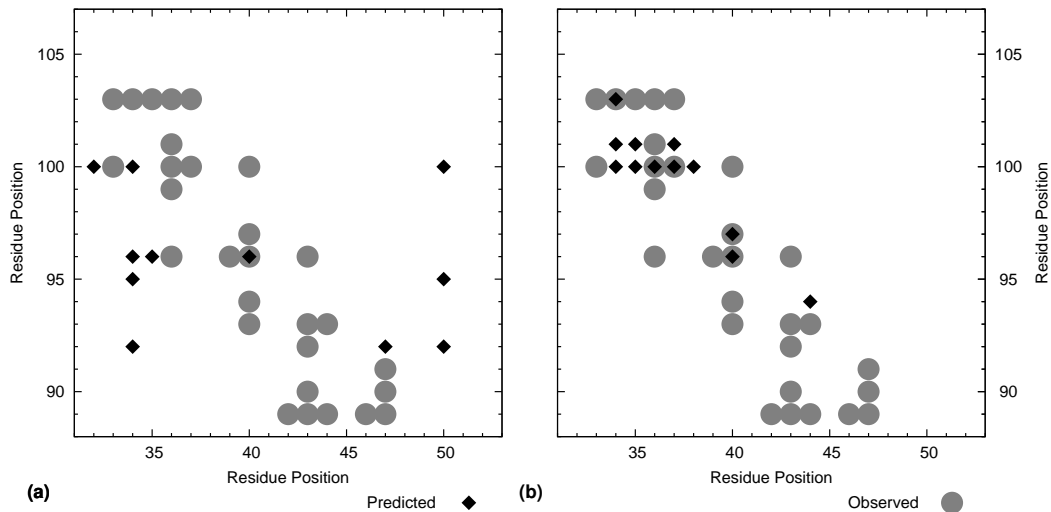 105
100
95
90
Residue Position
35
40
45
50
Residue Position
(a)
Predicted
105
100
95
90
Residue Position
35
40
45
50
Residue Position
(b)
Observed